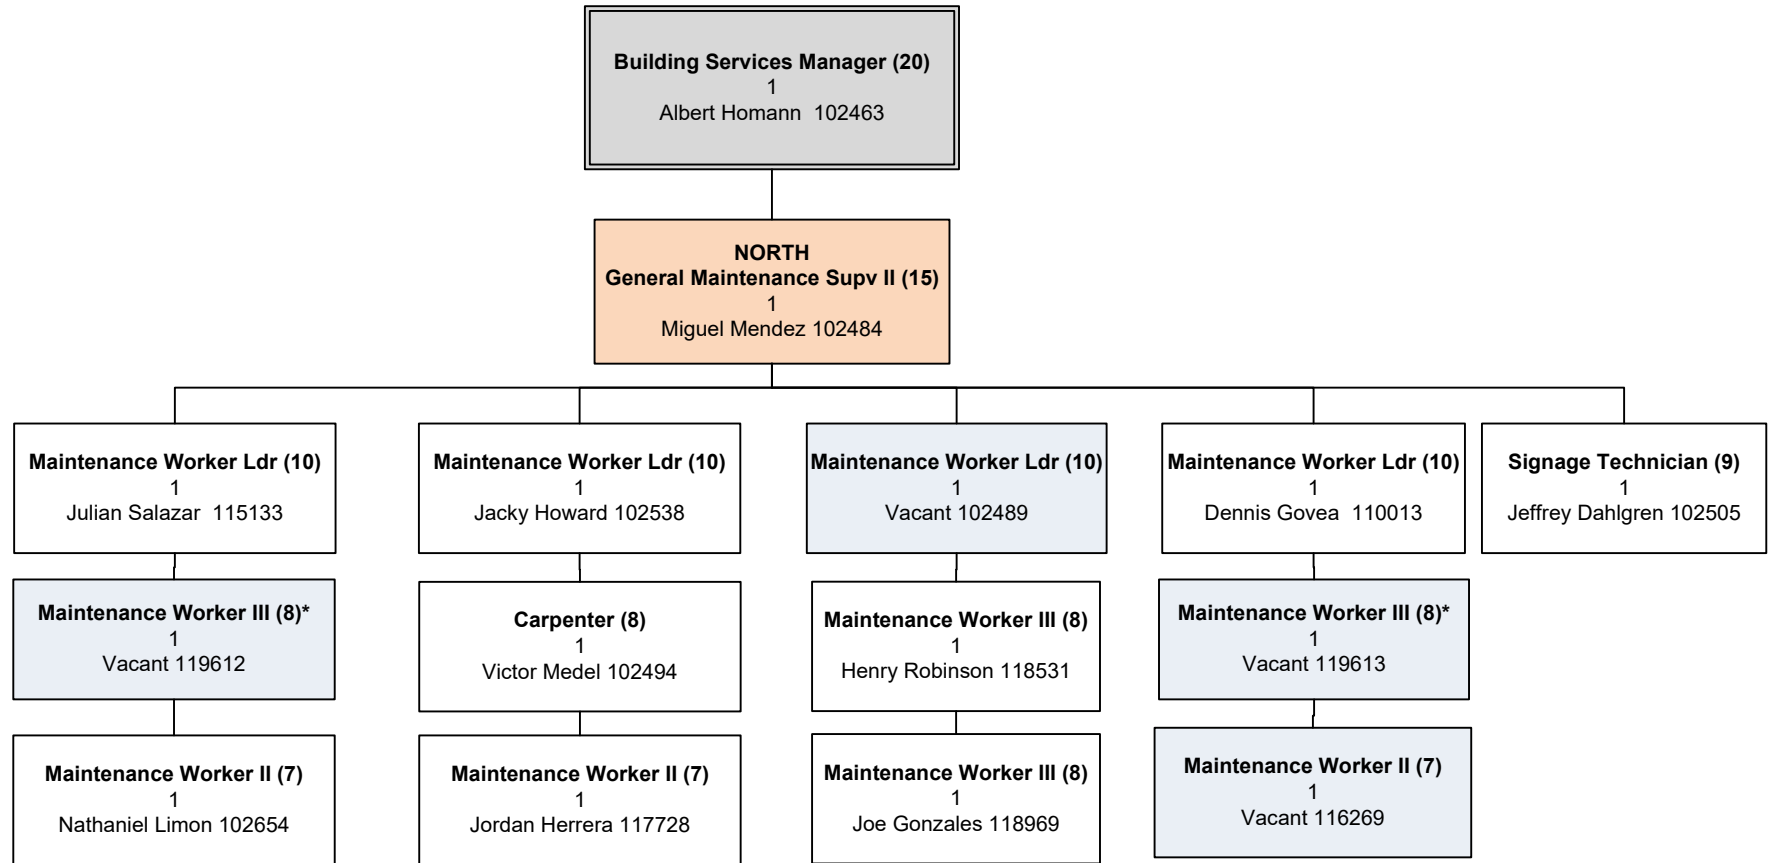 Building Services Manager (20)
1
Albert Homann  102463
NORTH
General Maintenance Supv II (15)
1
Miguel Mendez 102484
Maintenance Worker Ldr (10)
1
Julian Salazar  115133
Maintenance Worker Ldr (10)
1
Jacky Howard 102538
Maintenance Worker Ldr (10)
1
Vacant 102489
Maintenance Worker Ldr (10)
1
Dennis Govea  110013
Signage Technician (9)
1
Jeffrey Dahlgren 102505
Maintenance Worker III (8)*
1
Vacant 119612
Carpenter (8)
1
Victor Medel 102494
Maintenance Worker III (8)
1
Henry Robinson 118531
Maintenance Worker III (8)*
1
Vacant 119613
Maintenance Worker II (7)
1
Nathaniel Limon 102654
Maintenance Worker II (7)
1
Jordan Herrera 117728
Maintenance Worker III (8)
1
Joe Gonzales 118969
Maintenance Worker II (7)
1
Vacant 116269